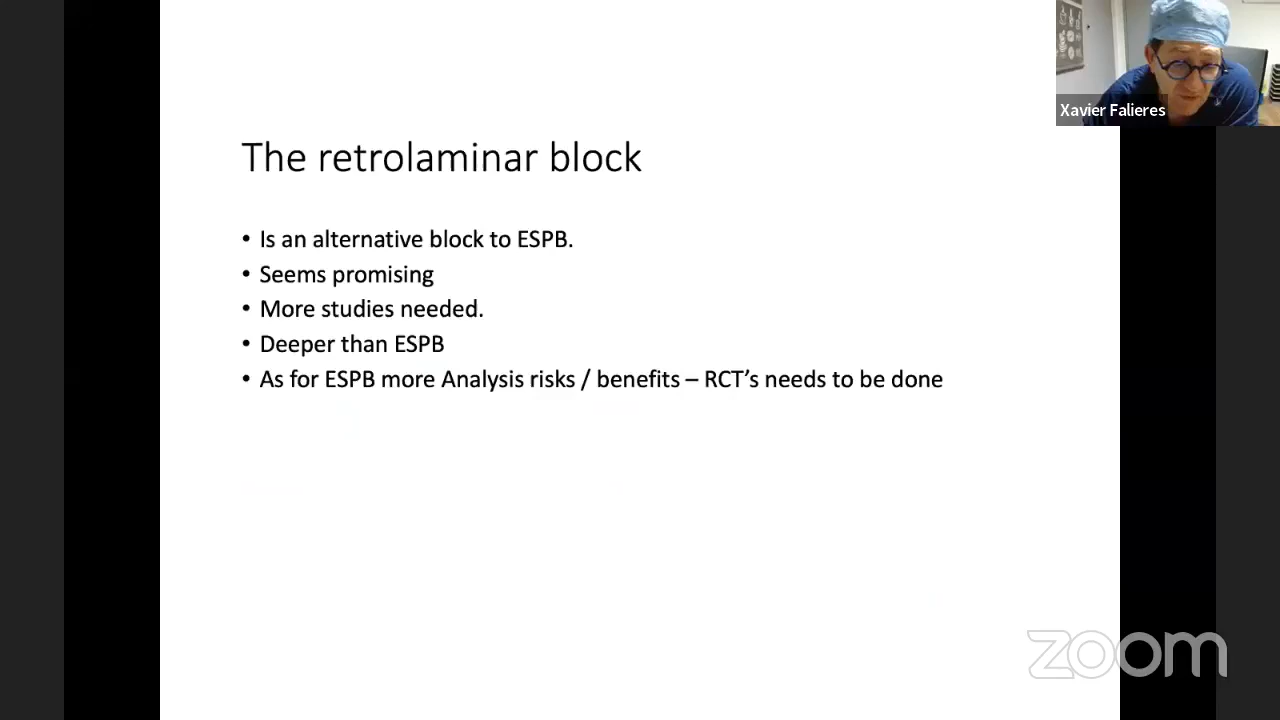 Xavier Falieres
The retrolaminar block
• Is an alternative block to ESPB.
• Seems promising
• More studies needed.
• Deeper than ESPB
• As for ESPB more Analysis risks / benefits – RCT’s needs to be done
zoom